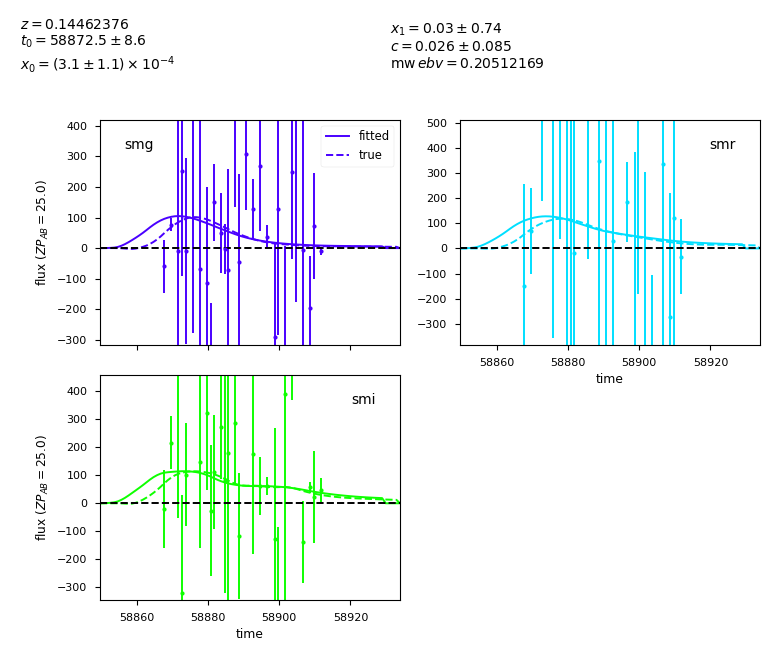 z = 0.14462376
t₀ = 58872.5 ± 8.6
x₀ = (3.1 ± 1.1) × 10⁻⁴
x₁ = 0.03 ± 0.74
c = 0.026 ± 0.085
mw ebv = 0.20512169
400
300
200
100
0
−100
−200
−300
flux (ZP_AB = 25.0)
smg
fitted
true
500
400
300
200
100
0
−100
−200
−300
smr
58860
58880
58900
58920
time
400
300
200
100
0
−100
−200
−300
flux (ZP_AB = 25.0)
smi
58860
58880
58900
58920
time